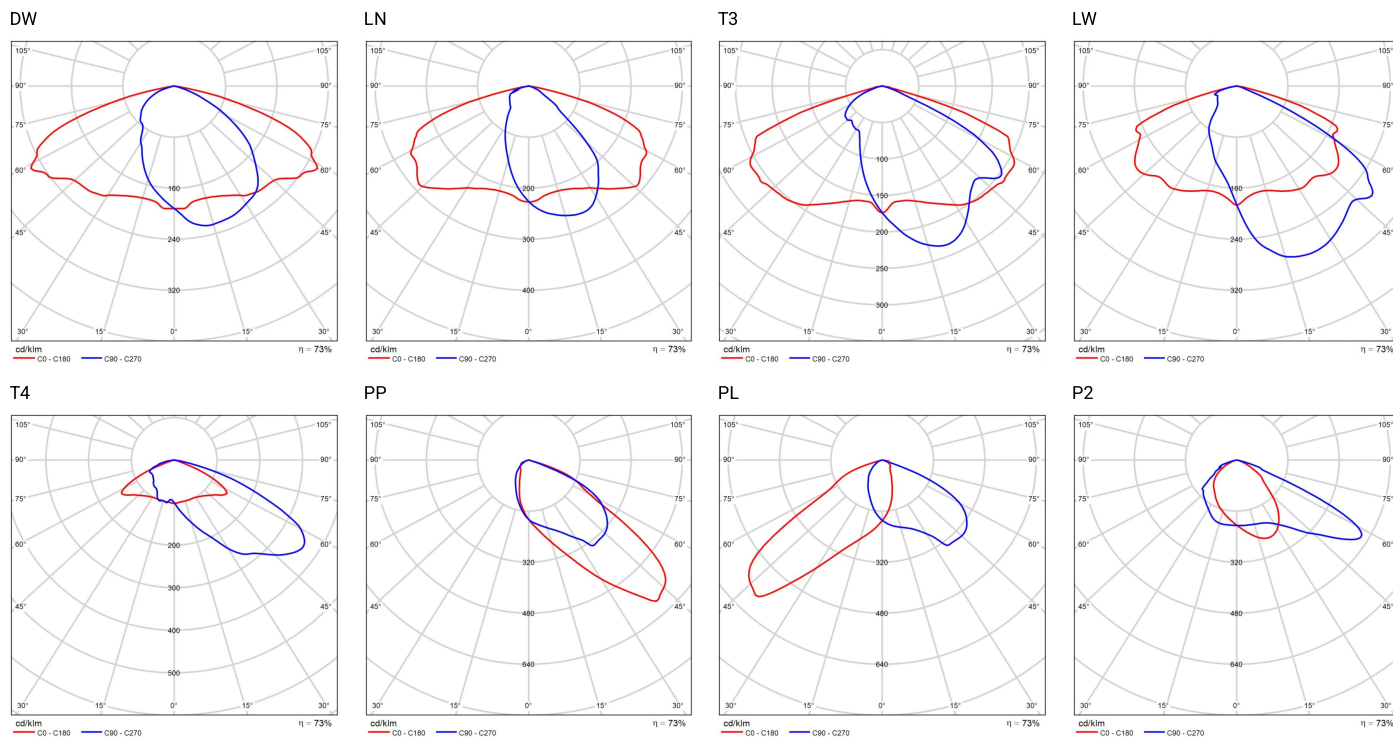 DW LN T3 LW
105° 105° 105° 105° 105° 105° 105° 105°
90° 90° 90° 90° 90° 90° 90° 90°
75° 75° 75° 75° 75° 75° 75° 75°
100
60° 60° 60° 60° 60° 60° 60° 60°
160 200 150 160
45° 45° 200 45° 45°
45° 45° 45° 45°
240 300 250 240
320 400 300 320
30° 15° 0° 15° 30° 30° 15° 0° 15° 30° 30° 15° 0° 15° 30° 30° 15° 0° 15° 30°
cd/klm η = 73% cd/klm η = 73% cd/klm η = 73% cd/klm η = 73%
C0 - C180 C90 - C270 C0 - C180 C90 - C270 C0 - C180 C90 - C270 C0 - C180 C90 - C270
T4 PP PL P2
105° 105° 105° 105° 105° 105° 105° 105°
90° 90° 90° 90° 90° 90° 90° 90°
75° 75° 75° 75° 75° 75° 75° 75°
60° 200 60° 60° 60° 60° 60° 60° 60°
300 320 320 320
45° 45° 45° 45° 45° 45° 45° 45°
400 480 480 480
500 640 640 640
30° 15° 0° 15° 30° 30° 15° 0° 15° 30° 30° 15° 0° 15° 30° 30° 15° 0° 15° 30°
cd/klm η = 73% cd/klm η = 73% cd/klm η = 73% cd/klm η = 73%
C0 - C180 C90 - C270 C0 - C180 C90 - C270 C0 - C180 C90 - C270 C0 - C180 C90 - C270